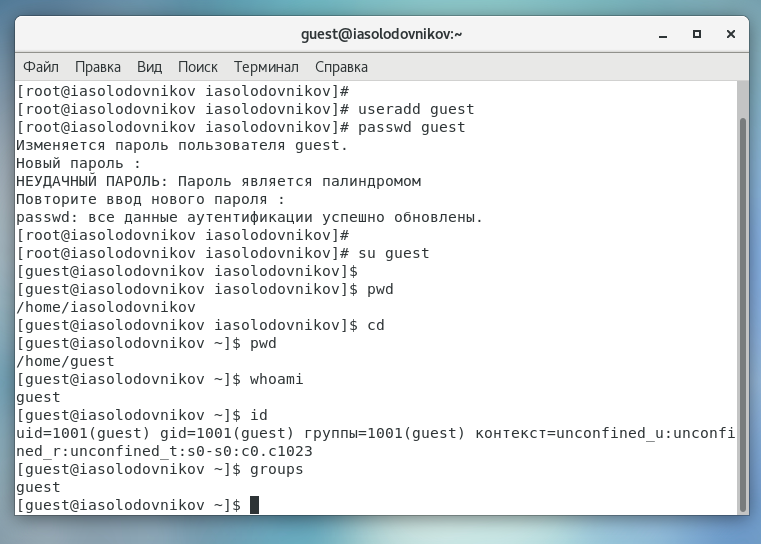 guest@iasolodovnikov:~
Файл Правка Вид Поиск Терминал Справка
[root@iasolodovnikov iasolodovnikov]#
[root@iasolodovnikov iasolodovnikov]# useradd guest
[root@iasolodovnikov iasolodovnikov]# passwd guest
Изменяется пароль пользователя guest.
Новый пароль :
НЕУДАЧНЫЙ ПАРОЛЬ: Пароль является палиндромом
Повторите ввод нового пароля :
passwd: все данные аутентификации успешно обновлены.
[root@iasolodovnikov iasolodovnikov]#
[root@iasolodovnikov iasolodovnikov]# su guest
[guest@iasolodovnikov iasolodovnikov]$
[guest@iasolodovnikov iasolodovnikov]$ pwd
/home/iasolodovnikov
[guest@iasolodovnikov iasolodovnikov]$ cd
[guest@iasolodovnikov ~]$ pwd
/home/guest
[guest@iasolodovnikov ~]$ whoami
guest
[guest@iasolodovnikov ~]$ id
uid=1001(guest) gid=1001(guest) группы=1001(guest) контекст=unconfined_u:unconfi
ned_r:unconfined_t:s0-s0:c0.c1023
[guest@iasolodovnikov ~]$ groups
guest
[guest@iasolodovnikov ~]$